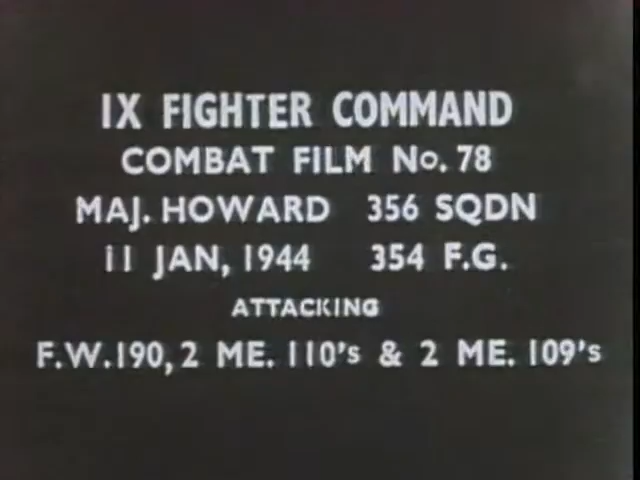 IX FIGHTER COMMAND
COMBAT FILM No. 78
MAJ. HOWARD 356 SQDN
11 JAN, 1944 354 F.G.
ATTACKING
F.W.190, 2 ME. 110's & 2 ME. 109's